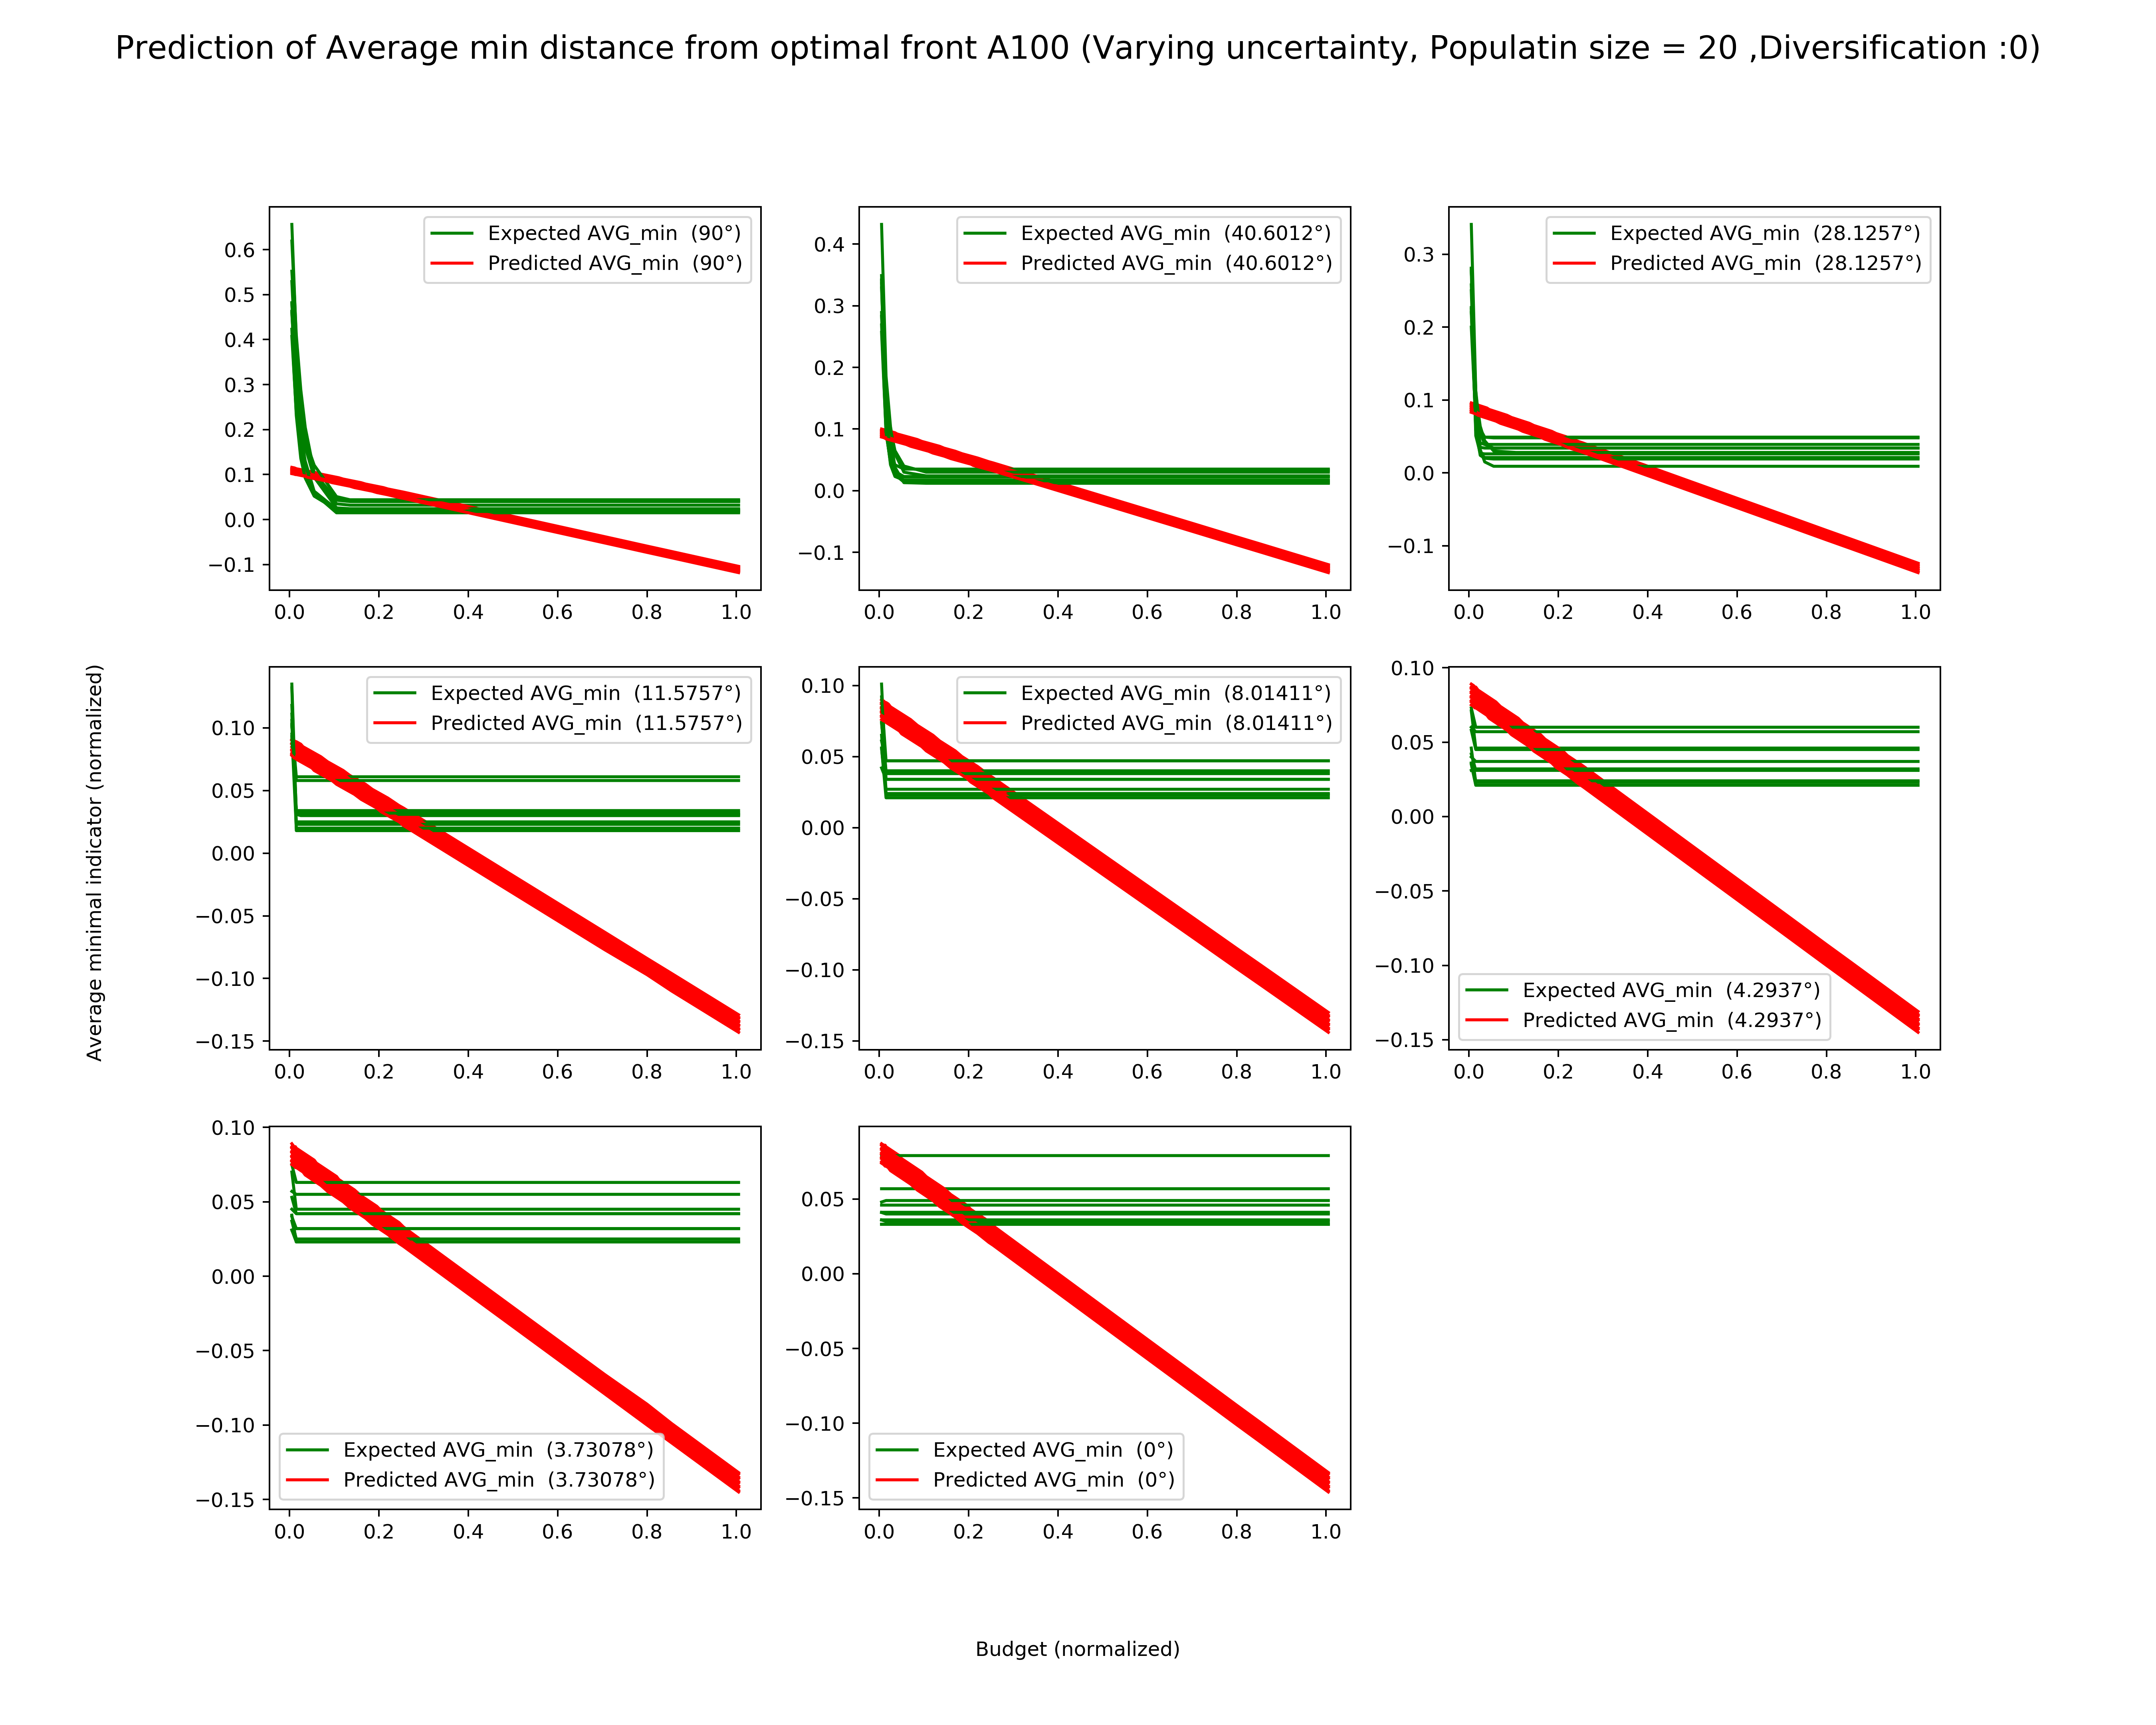 Prediction of Average min distance from optimal front A100 (Varying uncertainty, Populatin size = 20 ,Diversification :0)
Expected AVG_min (90°)
Predicted AVG_min (90°)
0.6
0.5
0.4
0.3
0.2
0.1
0.0
−0.1
0.0 0.2 0.4 0.6 0.8 1.0
Expected AVG_min (40.6012°)
Predicted AVG_min (40.6012°)
0.4
0.3
0.2
0.1
0.0
−0.1
0.0 0.2 0.4 0.6 0.8 1.0
Expected AVG_min (28.1257°)
Predicted AVG_min (28.1257°)
0.3
0.2
0.1
0.0
−0.1
0.0 0.2 0.4 0.6 0.8 1.0
Average minimal indicator (normalized)
Expected AVG_min (11.5757°)
Predicted AVG_min (11.5757°)
0.10
0.05
0.00
−0.05
−0.10
−0.15
0.0 0.2 0.4 0.6 0.8 1.0
Expected AVG_min (8.01411°)
Predicted AVG_min (8.01411°)
0.10
0.05
0.00
−0.05
−0.10
−0.15
0.0 0.2 0.4 0.6 0.8 1.0
0.10
0.05
0.00
−0.05
−0.10
−0.15
Expected AVG_min (4.2937°)
Predicted AVG_min (4.2937°)
0.0 0.2 0.4 0.6 0.8 1.0
0.10
0.05
0.00
−0.05
−0.10
−0.15
Expected AVG_min (3.73078°)
Predicted AVG_min (3.73078°)
0.0 0.2 0.4 0.6 0.8 1.0
0.05
0.00
−0.05
−0.10
−0.15
Expected AVG_min (0°)
Predicted AVG_min (0°)
0.0 0.2 0.4 0.6 0.8 1.0
Budget (normalized)